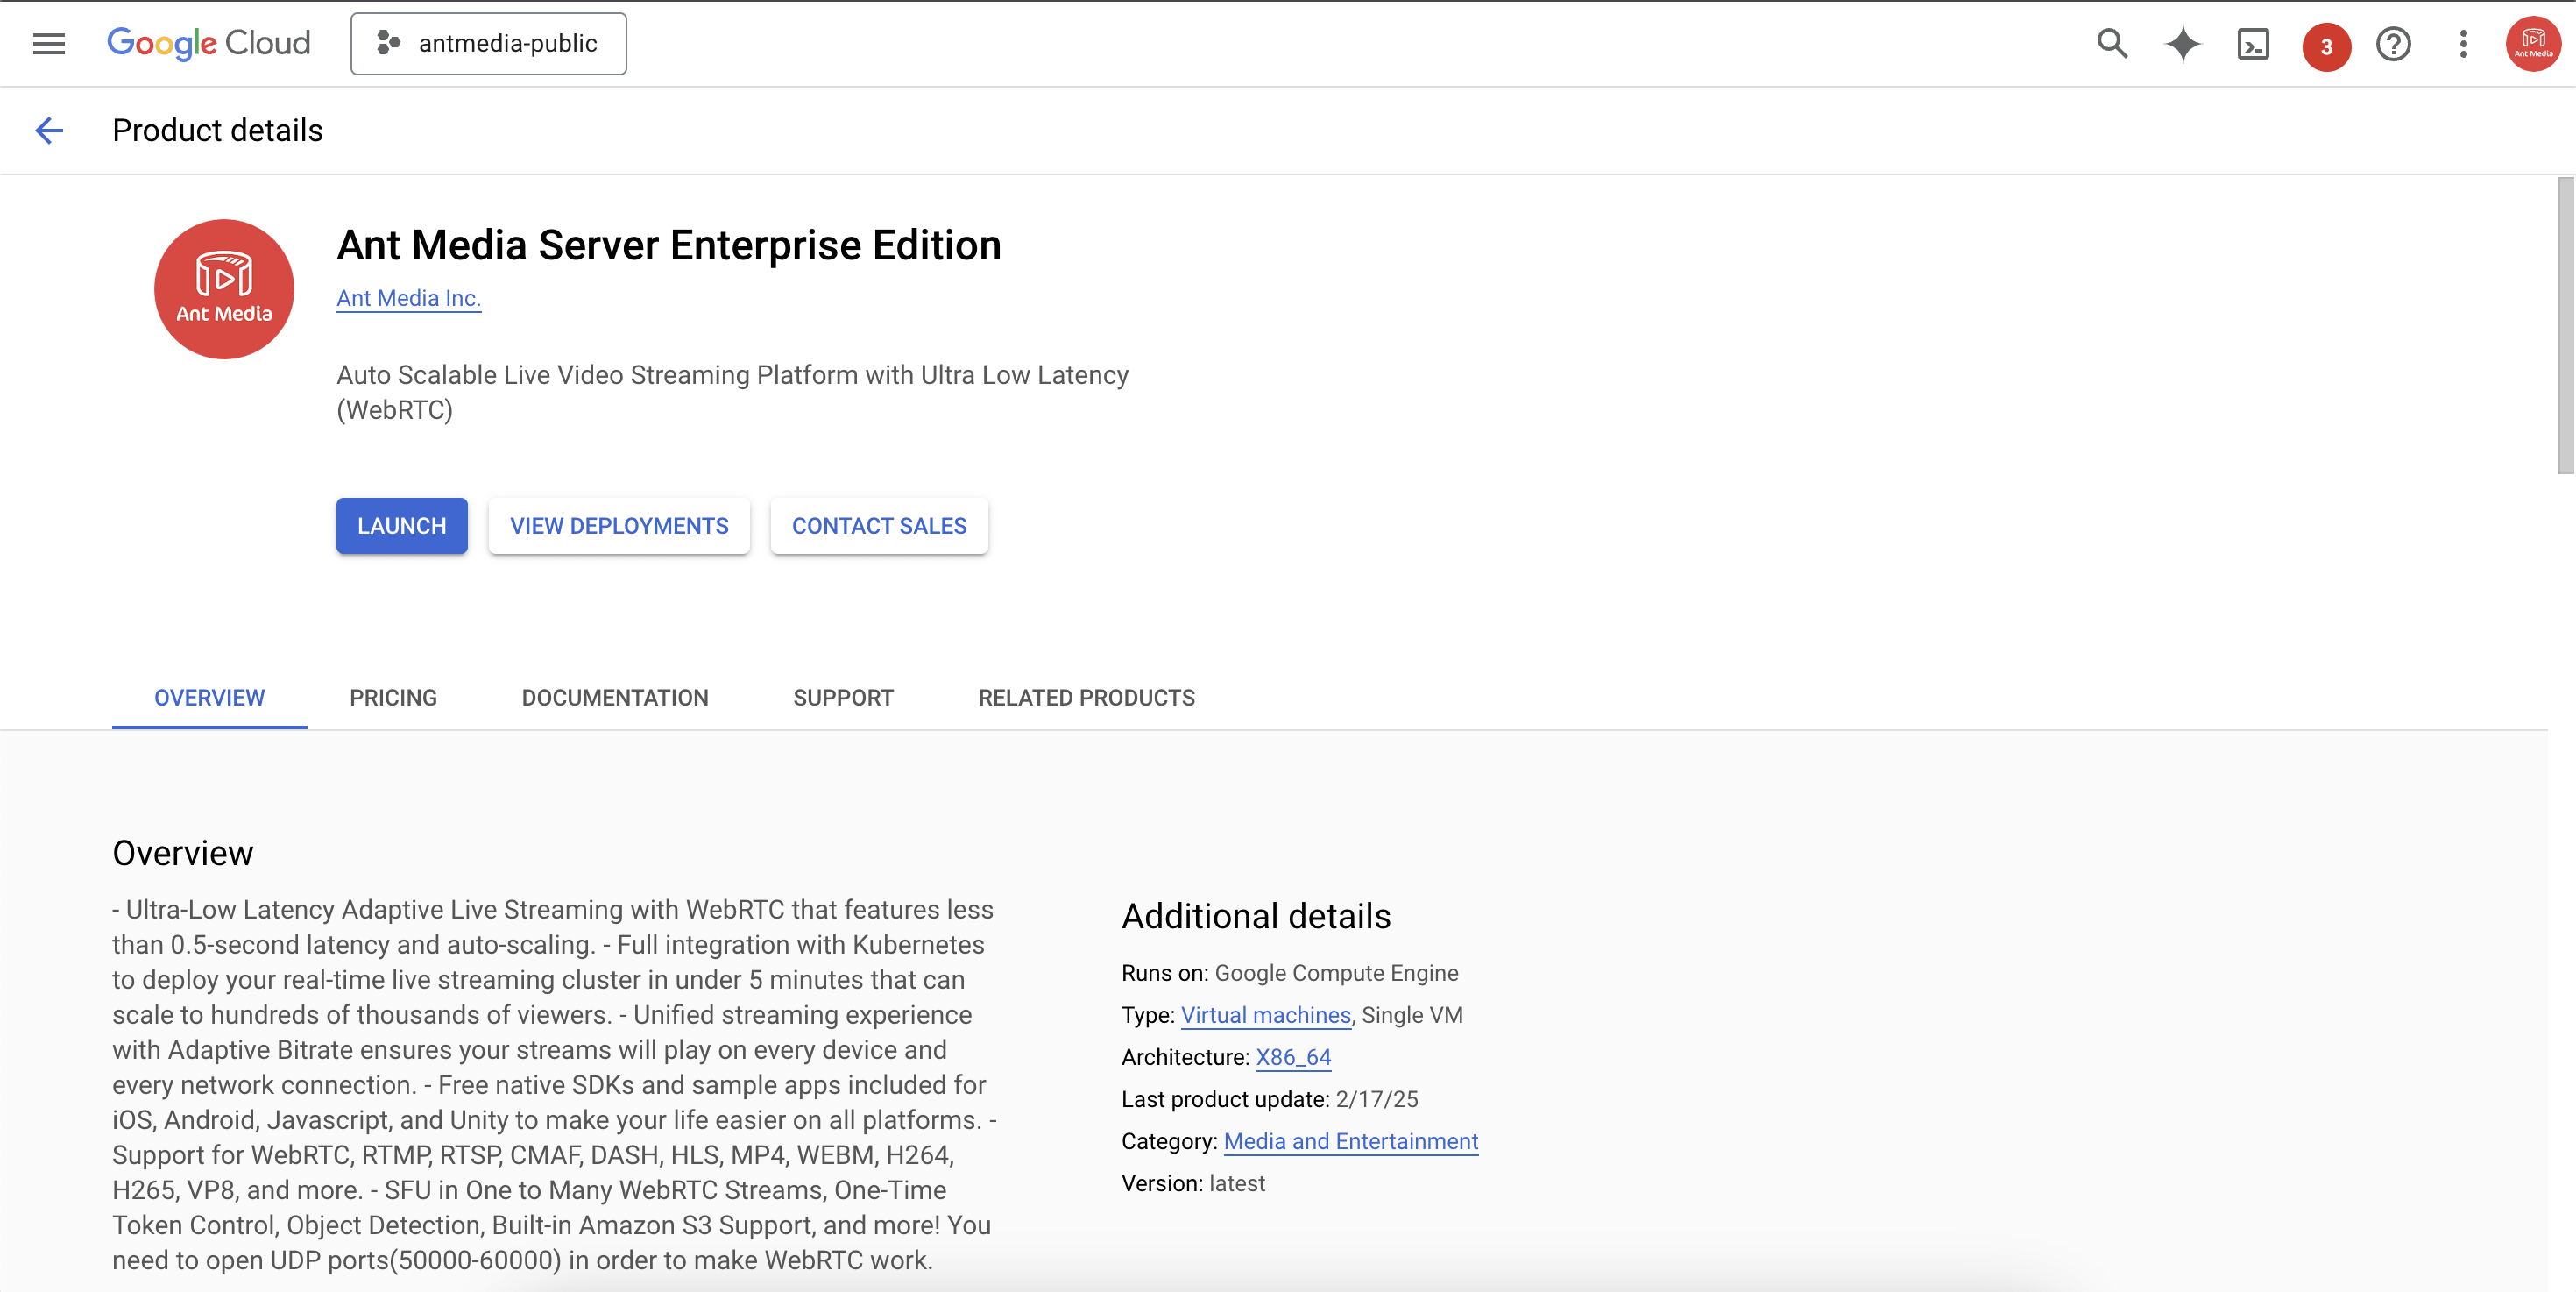 Google Cloud
antmedia-public
3
Ant Media
Product details
Ant Media
Ant Media Server Enterprise Edition
Ant Media Inc.
Auto Scalable Live Video Streaming Platform with Ultra Low Latency
(WebRTC)
LAUNCH
VIEW DEPLOYMENTS
CONTACT SALES
OVERVIEW
PRICING
DOCUMENTATION
SUPPORT
RELATED PRODUCTS
Overview
- Ultra-Low Latency Adaptive Live Streaming with WebRTC that features less
than 0.5-second latency and auto-scaling. - Full integration with Kubernetes
to deploy your real-time live streaming cluster in under 5 minutes that can
scale to hundreds of thousands of viewers. - Unified streaming experience
with Adaptive Bitrate ensures your streams will play on every device and
every network connection. - Free native SDKs and sample apps included for
iOS, Android, Javascript, and Unity to make your life easier on all platforms. -
Support for WebRTC, RTMP, RTSP, CMAF, DASH, HLS, MP4, WEBM, H264,
H265, VP8, and more. - SFU in One to Many WebRTC Streams, One-Time
Token Control, Object Detection, Built-in Amazon S3 Support, and more! You
need to open UDP ports(50000-60000) in order to make WebRTC work.
Additional details
Runs on: Google Compute Engine
Type: Virtual machines, Single VM
Architecture: X86_64
Last product update: 2/17/25
Category: Media and Entertainment
Version: latest